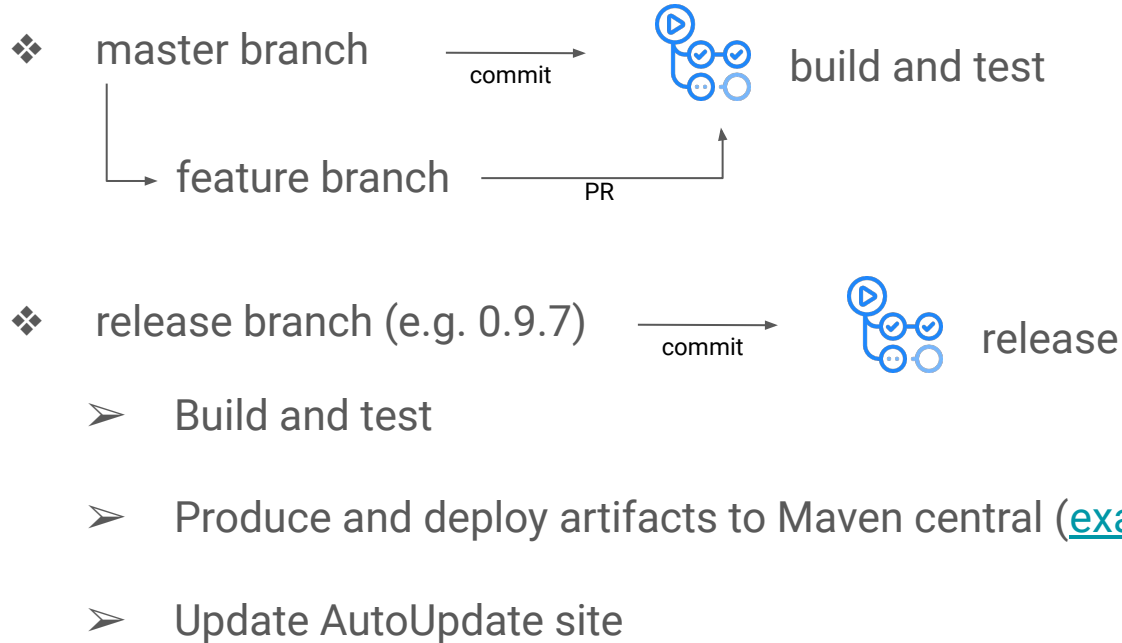 master branch
commit
build and test
feature branch
PR
release branch (e.g. 0.9.7)
commit
release
Build and test
Produce and deploy artifacts to Maven central (
Update AutoUpdate site